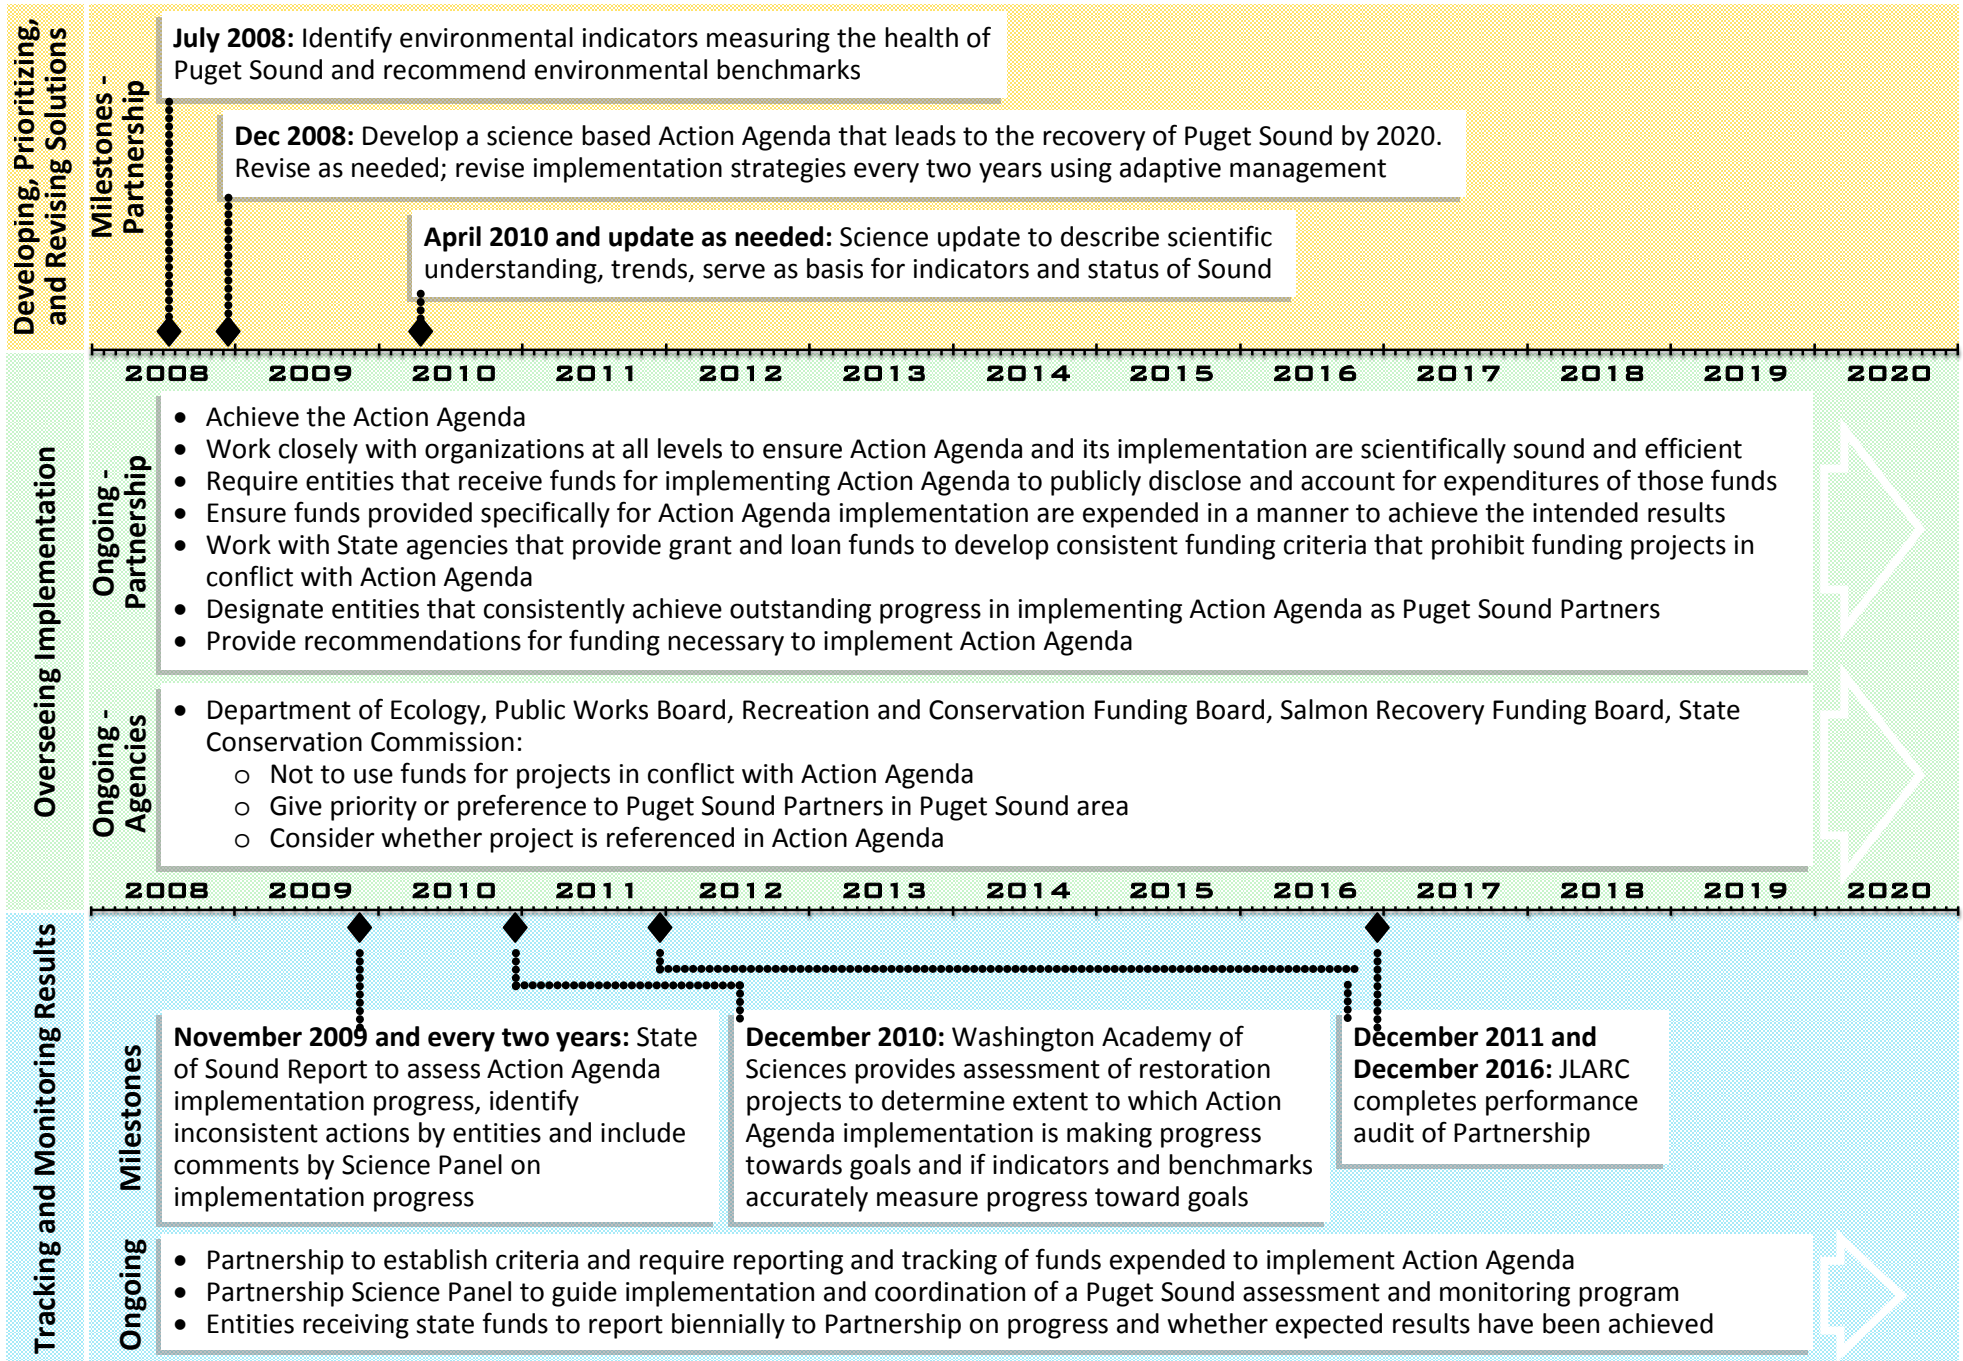 Developing, Prioritizing,
and Revising Solutions
Milestones -
Partnership
July 2008: Identify environmental indicators measuring the health of
Puget Sound and recommend environmental benchmarks
Dec 2008: Develop a science based Action Agenda that leads to the recovery of Puget Sound by 2020.
Revise as needed; revise implementation strategies every two years using adaptive management
April 2010 and update as needed: Science update to describe scientific
understanding, trends, serve as basis for indicators and status of Sound
2008 2009 2010 2011 2012 2013 2014 2015 2016 2017 2018 2019 2020
Overseeing Implementation
Ongoing -
Partnership
• Achieve the Action Agenda
• Work closely with organizations at all levels to ensure Action Agenda and its implementation are scientifically sound and efficient
• Require entities that receive funds for implementing Action Agenda to publicly disclose and account for expenditures of those funds
• Ensure funds provided specifically for Action Agenda implementation are expended in a manner to achieve the intended results
• Work with State agencies that provide grant and loan funds to develop consistent funding criteria that prohibit funding projects in
conflict with Action Agenda
• Designate entities that consistently achieve outstanding progress in implementing Action Agenda as Puget Sound Partners
• Provide recommendations for funding necessary to implement Action Agenda
Ongoing -
Agencies
• Department of Ecology, Public Works Board, Recreation and Conservation Funding Board, Salmon Recovery Funding Board, State
Conservation Commission:
o Not to use funds for projects in conflict with Action Agenda
o Give priority or preference to Puget Sound Partners in Puget Sound area
o Consider whether project is referenced in Action Agenda
2008 2009 2010 2011 2012 2013 2014 2015 2016 2017 2018 2019 2020
Tracking and Monitoring Results
Milestones
November 2009 and every two years: State
of Sound Report to assess Action Agenda
implementation progress, identify
inconsistent actions by entities and include
comments by Science Panel on
implementation progress
December 2010: Washington Academy of
Sciences provides assessment of restoration
projects to determine extent to which Action
Agenda implementation is making progress
towards goals and if indicators and benchmarks
accurately measure progress toward goals
December 2011 and
December 2016: JLARC
completes performance
audit of Partnership
Ongoing
• Partnership to establish criteria and require reporting and tracking of funds expended to implement Action Agenda
• Partnership Science Panel to guide implementation and coordination of a Puget Sound assessment and monitoring program
• Entities receiving state funds to report biennially to Partnership on progress and whether expected results have been achieved